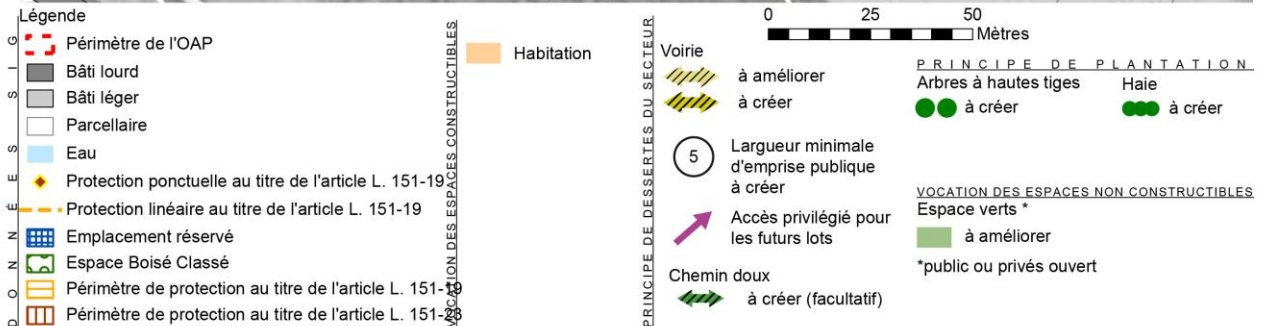 Légende
DONNÉES SIG
Périmètre de l'OAP
Bâti lourd
Bâti léger
Parcellaire
Eau
Protection ponctuelle au titre de l'article L. 151-19
Protection linéaire au titre de l'article L. 151-19
Emplacement réservé
Espace Boisé Classé
Périmètre de protection au titre de l'article L. 151-19
Périmètre de protection au titre de l'article L. 151-23
VOCATION DES ESPACES CONSTRUCTIBLES
Habitation
PRINCIPE DE DESSERTES DU SECTEUR
Voirie
à améliorer
à créer
5
Largueur minimale
d'emprise publique
à créer
Accès privilégié pour
les futurs lots
Chemin doux
à créer (facultatif)
0 25 50
Mètres
PRINCIPE DE PLANTATION
Arbres à hautes tiges Haie
à créer à créer
VOCATION DES ESPACES NON CONSTRUCTIBLES
Espace verts *
à améliorer
*public ou privés ouvert